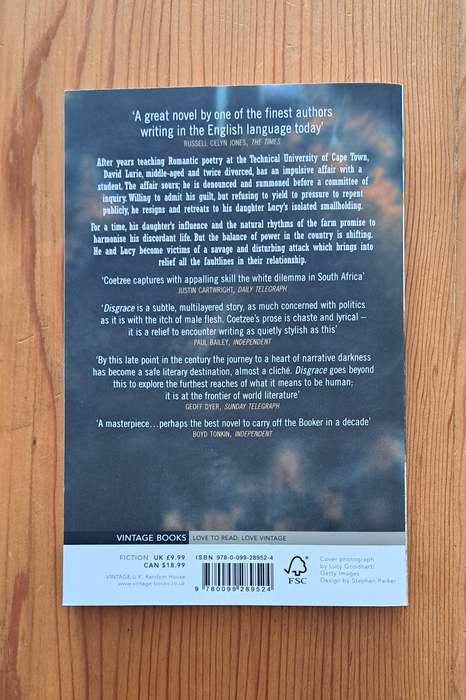 ‘A great novel by one of the finest authors
writing in the English language today’
RUSSELL CELYN JONES, THE TIMES
After years teaching Romantic poetry at the Technical University of Cape Town,
David Lurie, middle-aged and twice divorced, has an impulsive affair with a
student. The affair sours; he is denounced and summoned before a committee of
inquiry. Willing to admit his guilt, but refusing to yield to pressure to repent
publicly, he resigns and retreats to his daughter Lucy's isolated smallholding.
For a time, his daughter's influence and the natural rhythms of the farm promise to
harmonise his discordant life. But the balance of power in the country is shifting.
He and Lucy become victims of a savage and disturbing attack which brings into
relief all the faultlines in their relationship.
‘Coetzee captures with appalling skill the white dilemma in South Africa’
JUSTIN CARTWRIGHT, DAILY TELEGRAPH
‘Disgrace is a subtle, multilayered story, as much concerned with politics
as it is with the itch of male flesh. Coetzee's prose is chaste and lyrical –
it is a relief to encounter writing as quietly stylish as this’
PAUL BAILEY, INDEPENDENT
‘By this late point in the century the journey to a heart of narrative darkness
has become a safe literary destination, almost a cliché. Disgrace goes beyond
this to explore the furthest reaches of what it means to be human;
it is at the frontier of world literature’
GEOFF DYER, SUNDAY TELEGRAPH
‘A masterpiece…perhaps the best novel to carry off the Booker in a decade’
BOYD TONKIN, INDEPENDENT
VINTAGE BOOKS LOVE TO READ: LOVE VINTAGE
FICTION UK £9.99
CAN $18.99
VINTAGE U.K. Random House
www.vintage-books.co.uk
ISBN 978-0-099-28952-4
9 780099 289524
FSC
Cover photograph
by Lucy Goodhart/
Getty Images
Design by Stephen Parker